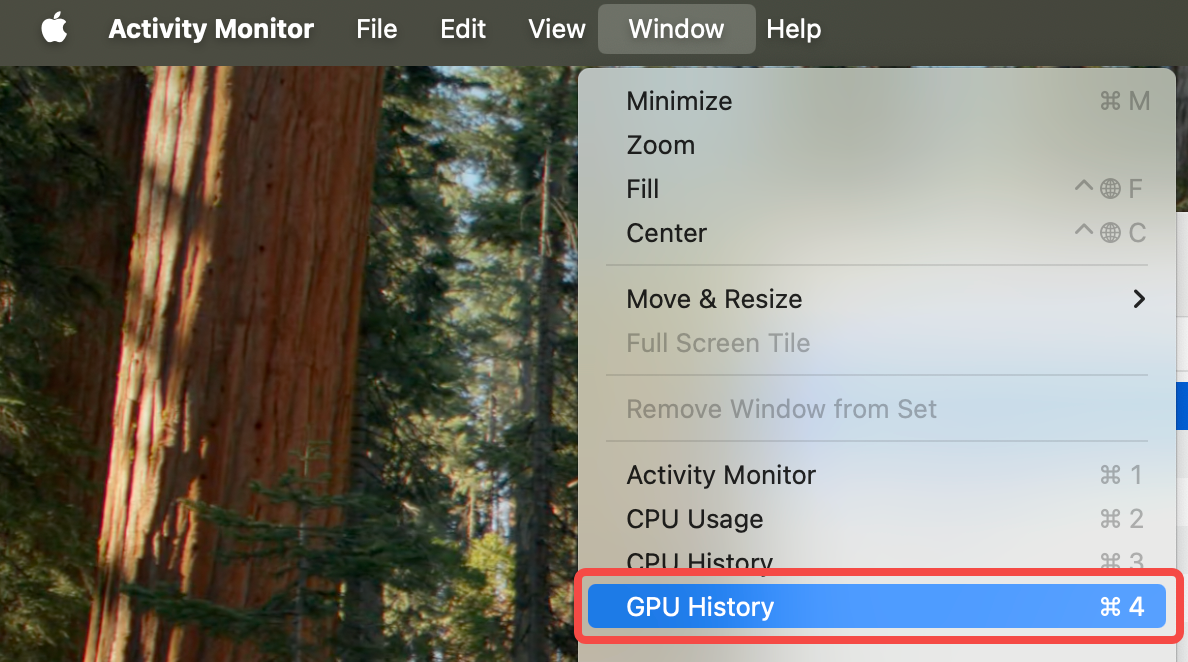 Activity Monitor File Edit View Window Help
Minimize ⌘ M
Zoom
Fill ^ 🌐 F
Center ^ 🌐 C
Move & Resize >
Full Screen Tile
Remove Window from Set
Activity Monitor ⌘ 1
CPU Usage ⌘ 2
CPU History ⌘ 3
GPU History ⌘ 4